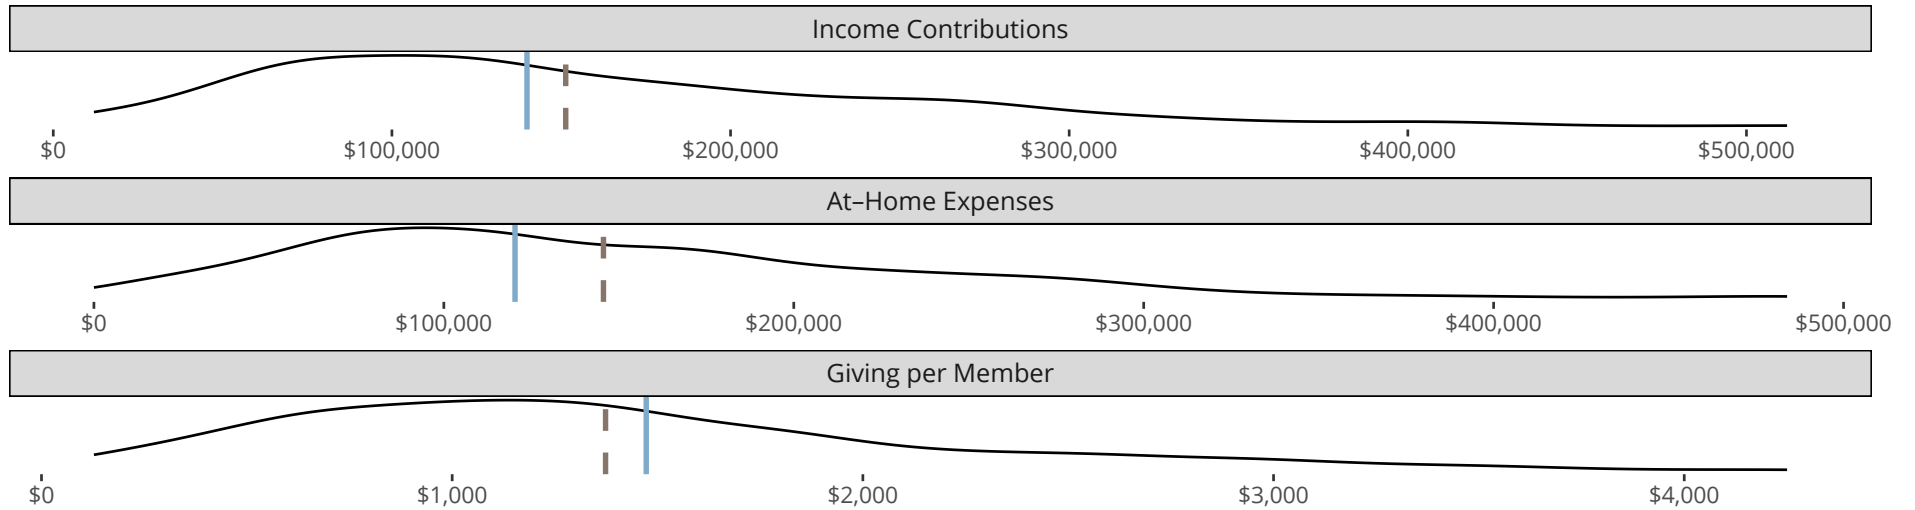 Income Contributions
$0 $100,000 $200,000 $300,000 $400,000 $500,000
At–Home Expenses
$0 $100,000 $200,000 $300,000 $400,000 $500,000
Giving per Member
$0 $1,000 $2,000 $3,000 $4,000